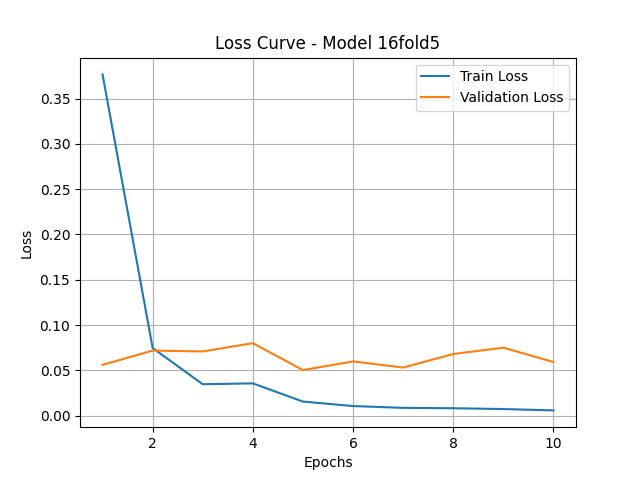 Loss Curve - Model 16fold5
Train Loss
Validation Loss
0.35
0.30
0.25
0.20
0.15
0.10
0.05
0.00
Loss
2 4 6 8 10
Epochs